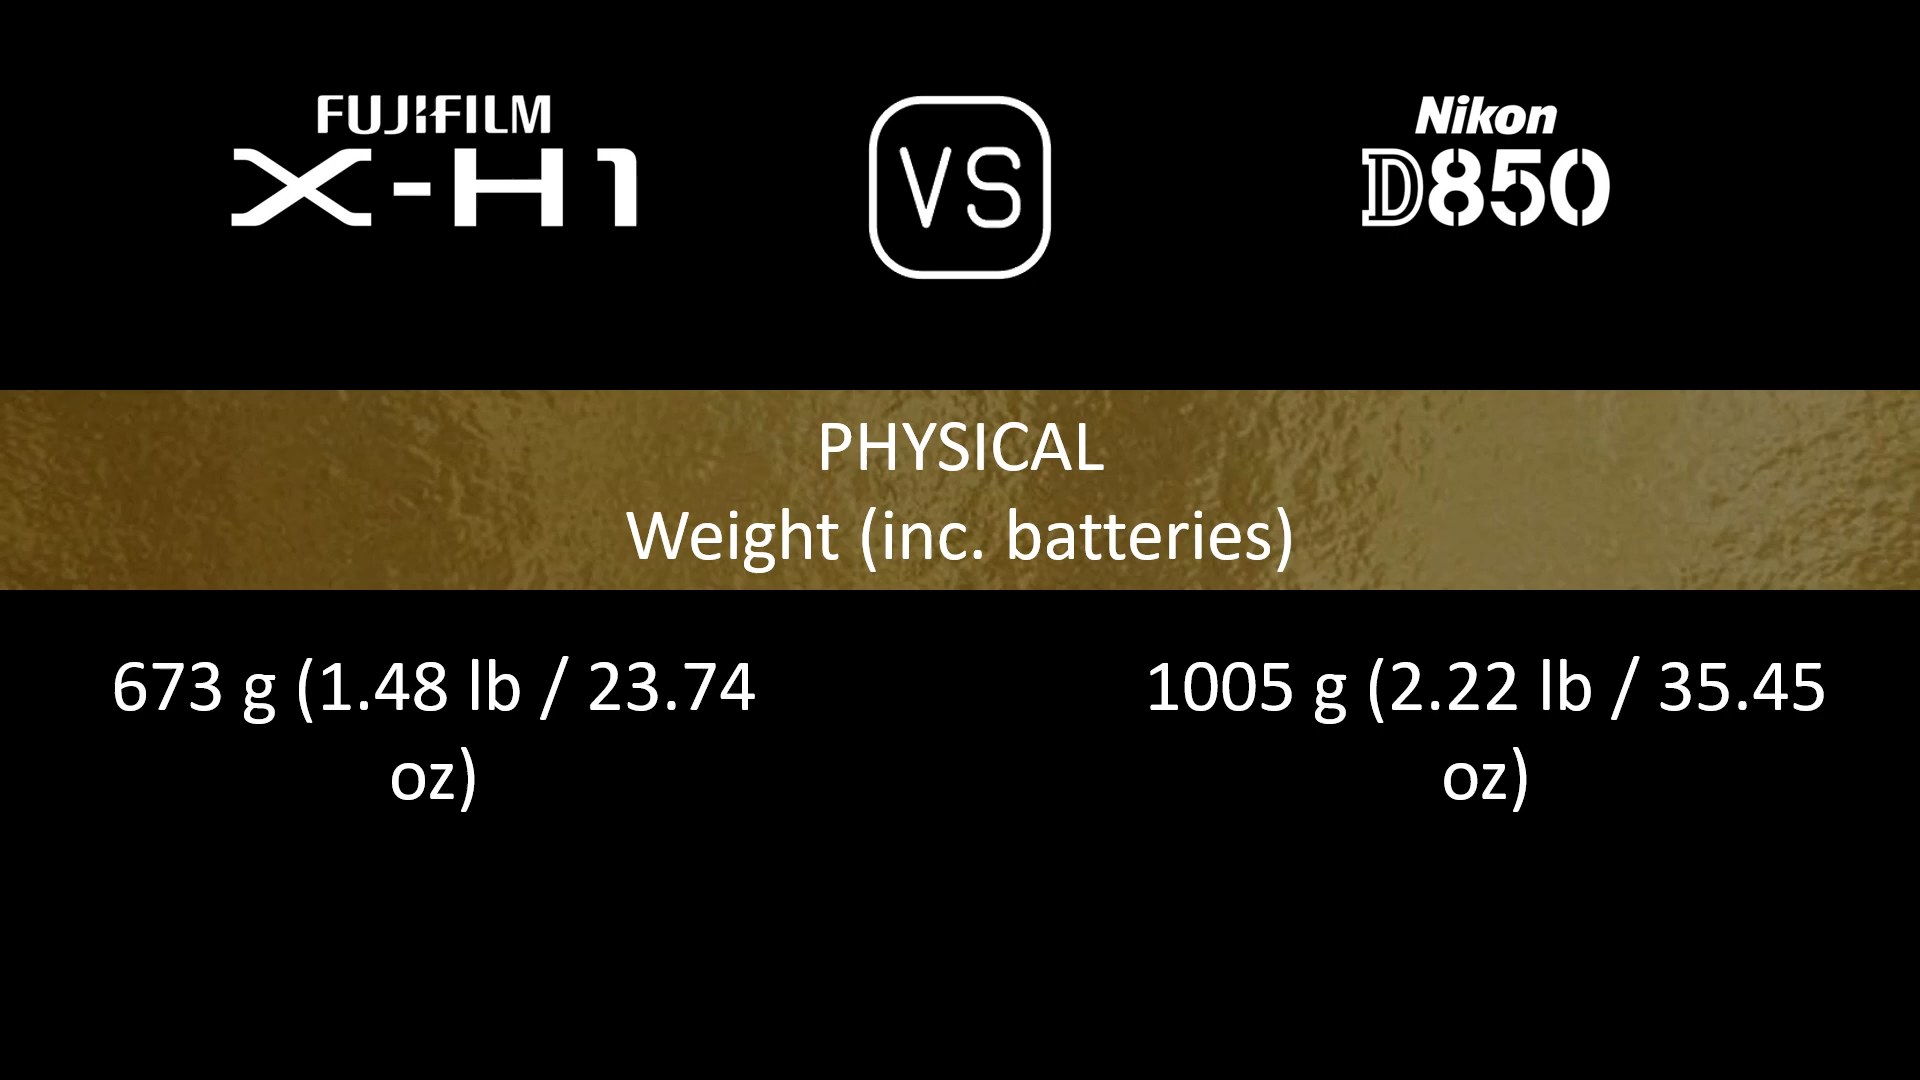 FUJIFILM
X-H1
VS
Nikon
D850
PHYSICAL
Weight (inc. batteries)
673 g (1.48 lb / 23.74
oz)
1005 g (2.22 lb / 35.45
oz)